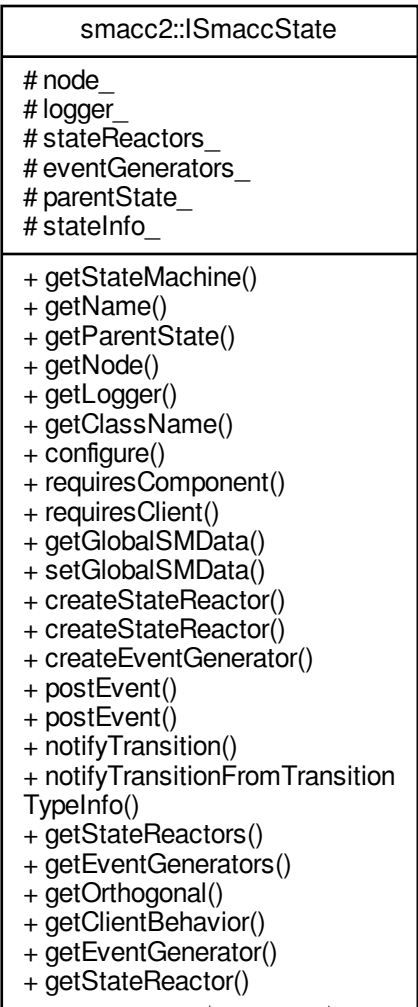 smacc2::ISmaccState
# node_
# logger_
# stateReactors_
# eventGenerators_
# parentState_
# stateInfo_
+ getStateMachine()
+ getName()
+ getParentState()
+ getNode()
+ getLogger()
+ getClassName()
+ configure()
+ requiresComponent()
+ requiresClient()
+ getGlobalSMData()
+ setGlobalSMData()
+ createStateReactor()
+ createStateReactor()
+ createEventGenerator()
+ postEvent()
+ postEvent()
+ notifyTransition()
+ notifyTransitionFromTransition
TypeInfo()
+ getStateReactors()
+ getEventGenerators()
+ getOrthogonal()
+ getClientBehavior()
+ getEventGenerator()
+ getStateReactor()